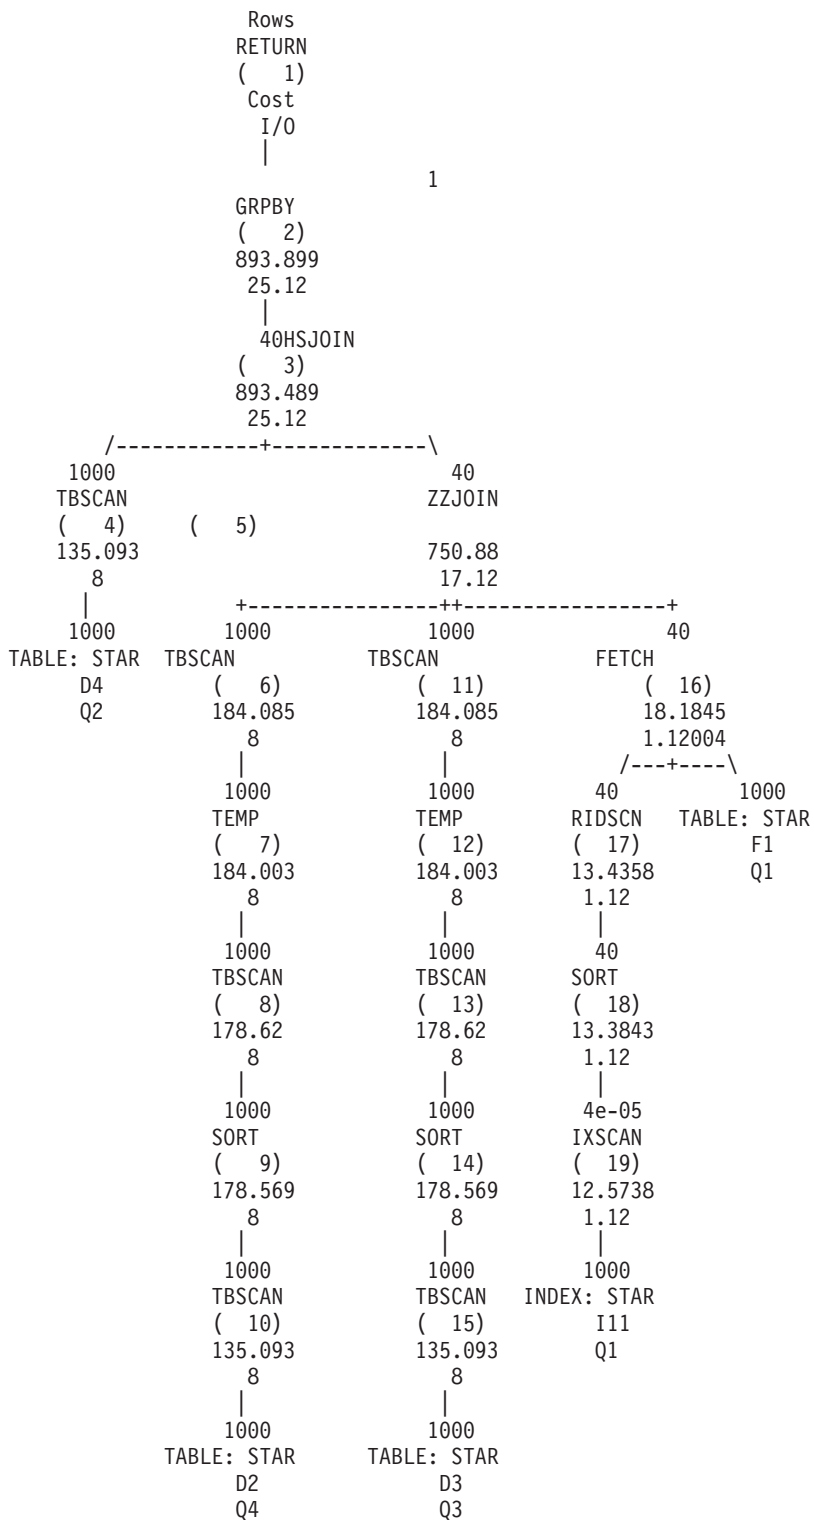 Rows
RETURN
(   1)
Cost
I/O
|
1
GRPBY
(   2)
893.899
25.12
|
40HSJOIN
(   3)
893.489
25.12
/------------+-------------\
1000                          40
TBSCAN                        ZZJOIN
(   4)    (   5)
135.093                       750.88
8                             17.12
|            +----------------++-----------------+
1000         1000             1000               40
TABLE: STAR  TBSCAN           TBSCAN             FETCH
D4           (   6)           (  11)             (  16)
Q2           184.085          184.085            18.1845
8                8                  1.12004
|                |                  /---+----\
1000             1000           40          1000
TEMP             TEMP           RIDSCN      TABLE: STAR
(   7)           (  12)         (  17)      F1
184.003          184.003        13.4358     Q1
8                8              1.12
|                |              |
1000             1000           40
TBSCAN           TBSCAN         SORT
(   8)           (  13)         (  18)
178.62           178.62         13.3843
8                8              1.12
|                |              |
1000             1000           4e-05
SORT             SORT           IXSCAN
(   9)           (  14)         (  19)
178.569          178.569        12.5738
8                8              1.12
|                |              |
1000             1000           1000
TBSCAN           TBSCAN         INDEX: STAR
(  10)           (  15)         I11
135.093          135.093        Q1
8                8
|                |
1000             1000
TABLE: STAR      TABLE: STAR
D2               D3
Q4               Q3